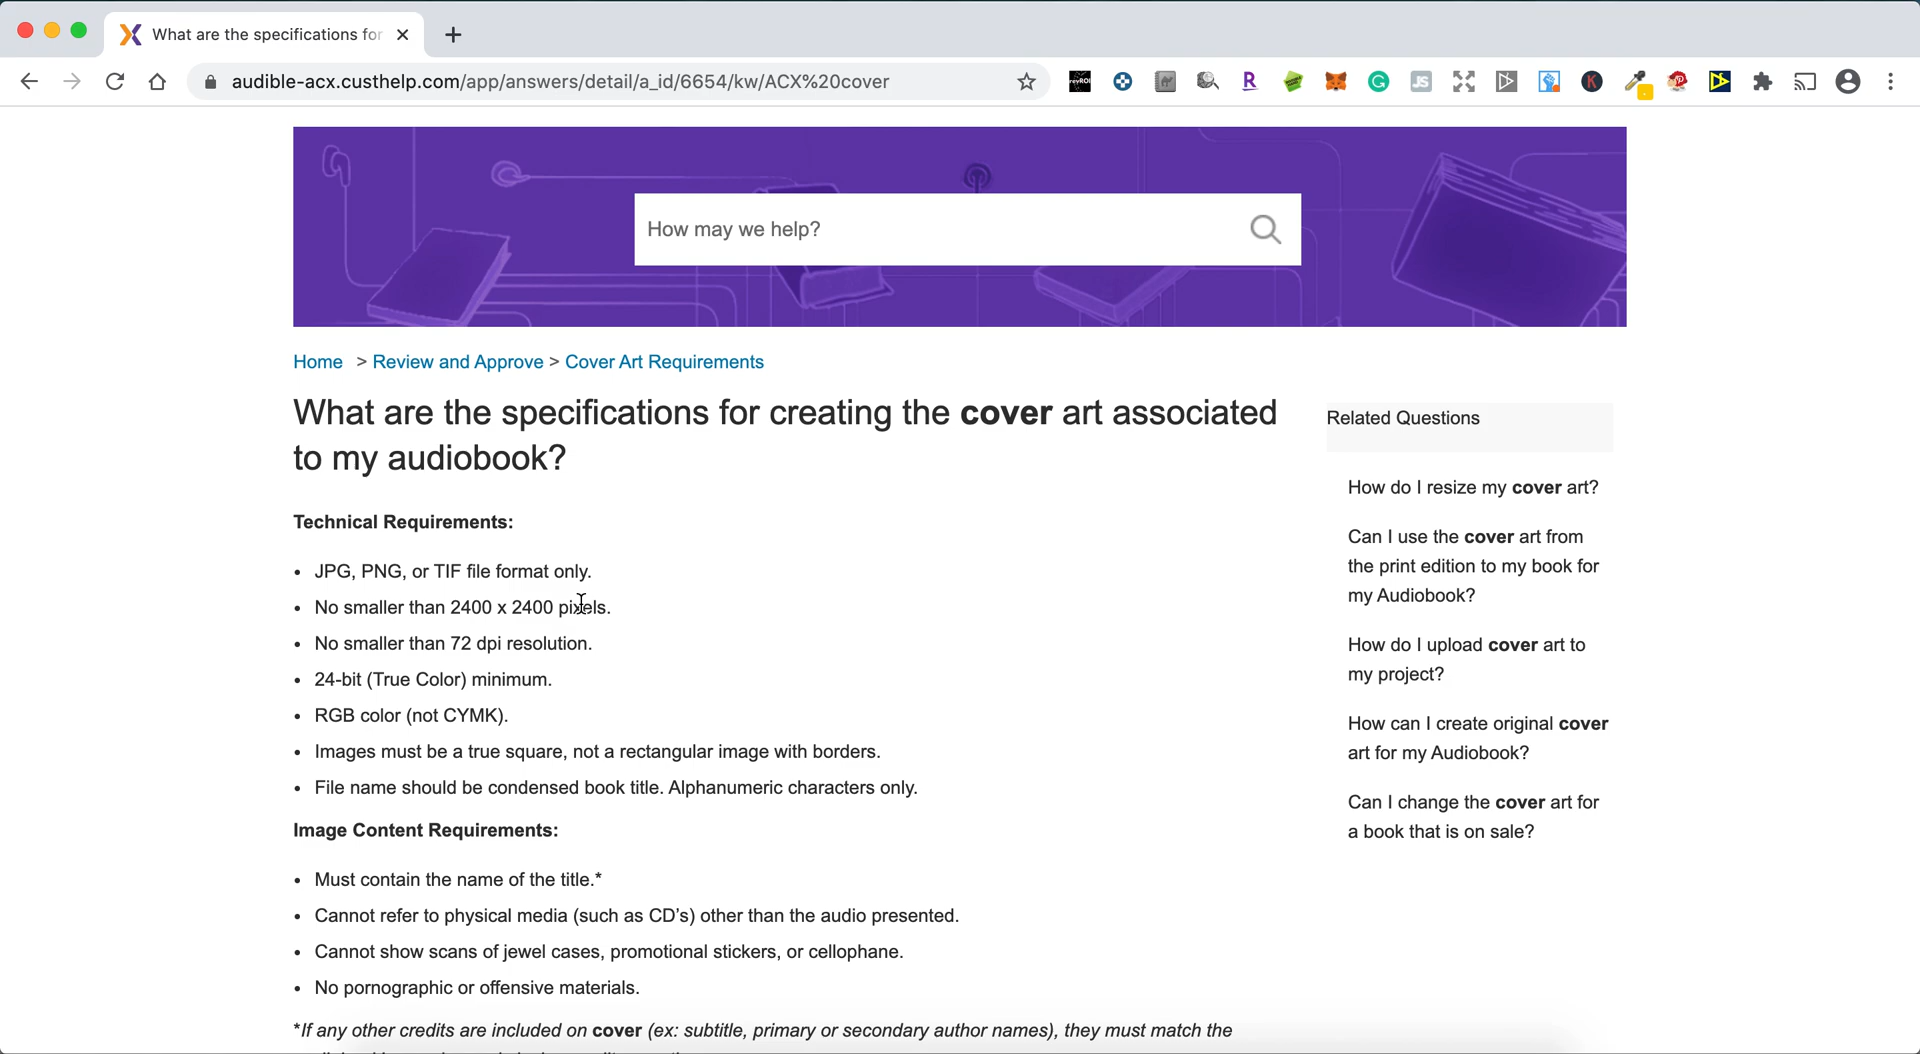 What are the specifications for
audible-acx.custhelp.com/app/answers/detail/a_id/6654/kw/ACX%20cover
How may we help?
Home > Review and Approve > Cover Art Requirements
What are the specifications for creating the cover art associated
to my audiobook?
Technical Requirements:
• JPG, PNG, or TIF file format only.
• No smaller than 2400 x 2400 pixels.
• No smaller than 72 dpi resolution.
• 24-bit (True Color) minimum.
• RGB color (not CYMK).
• Images must be a true square, not a rectangular image with borders.
• File name should be condensed book title. Alphanumeric characters only.
Image Content Requirements:
• Must contain the name of the title.*
• Cannot refer to physical media (such as CD's) other than the audio presented.
• Cannot show scans of jewel cases, promotional stickers, or cellophane.
• No pornographic or offensive materials.
*If any other credits are included on cover (ex: subtitle, primary or secondary author names), they must match the
Related Questions
How do I resize my cover art?
Can I use the cover art from
the print edition to my book for
my Audiobook?
How do I upload cover art to
my project?
How can I create original cover
art for my Audiobook?
Can I change the cover art for
a book that is on sale?